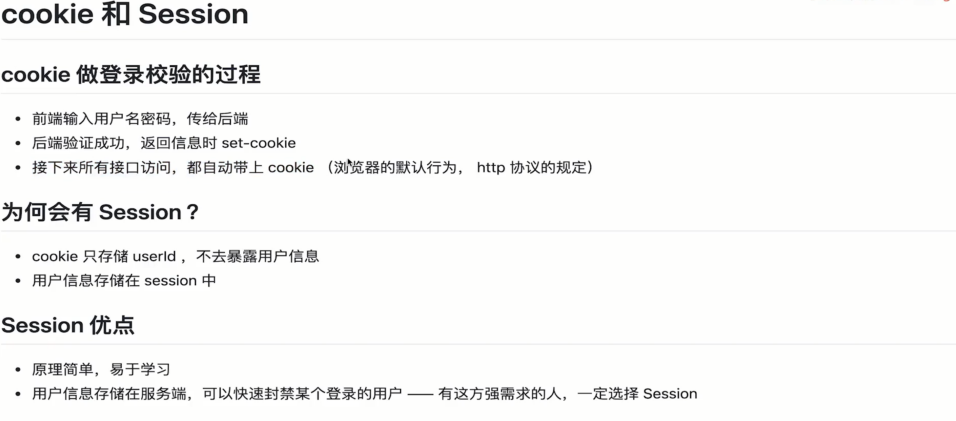 cookie 和 Session
cookie 做登录校验的过程
• 前端输入用户名密码，传给后端
• 后端验证成功，返回信息时 set-cookie
• 接下来所有接口访问，都自动带上 cookie （浏览器的默认行为， http 协议的规定）
为何会有 Session ？
• cookie 只存储 userId ，不去暴露用户信息
• 用户信息存储在 session 中
Session 优点
• 原理简单，易于学习
• 用户信息存储在服务端，可以快速封禁某个登录的用户 —— 有这方强需求的人，一定选择 Session